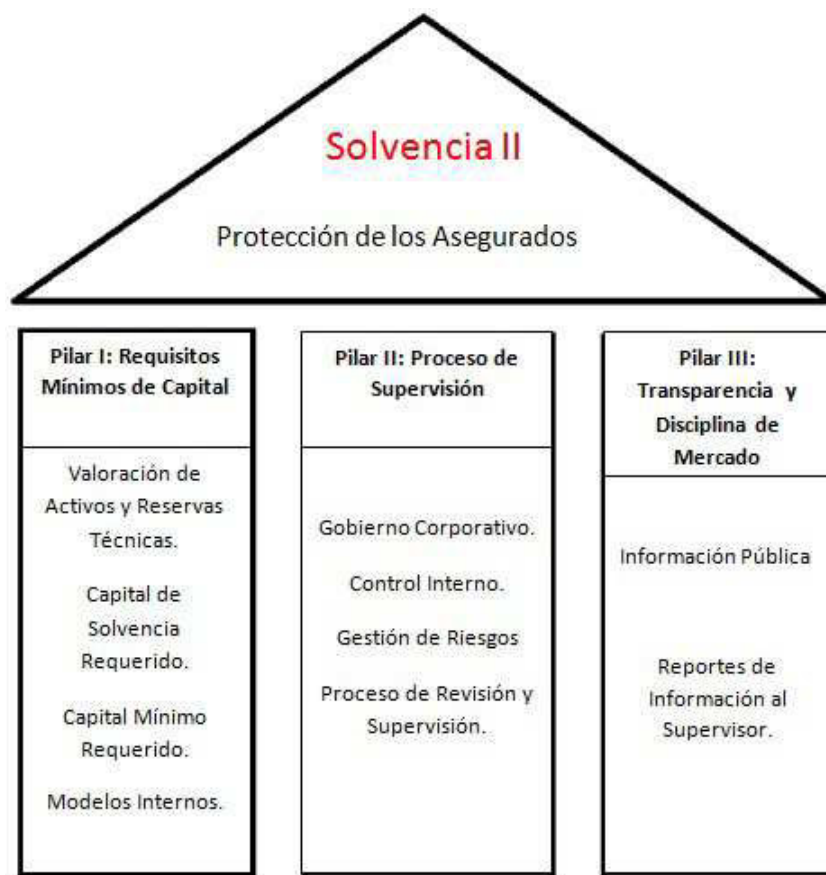 Solvencia II
Protección de los Asegurados
Pilar I: Requisitos
Mínimos de Capital
Valoración de
Activos y Reservas
Técnicas.
Capital de
Solvencia
Requerido.
Capital Mínimo
Requerido.
Modelos Internos.
Pilar II: Proceso de
Supervisión
Gobierno Corporativo.
Control Interno.
Gestión de Riesgos
Proceso de Revisión y
Supervisión.
Pilar III:
Transparencia y
Disciplina de
Mercado
Información Pública
Reportes de
Información al
Supervisor.